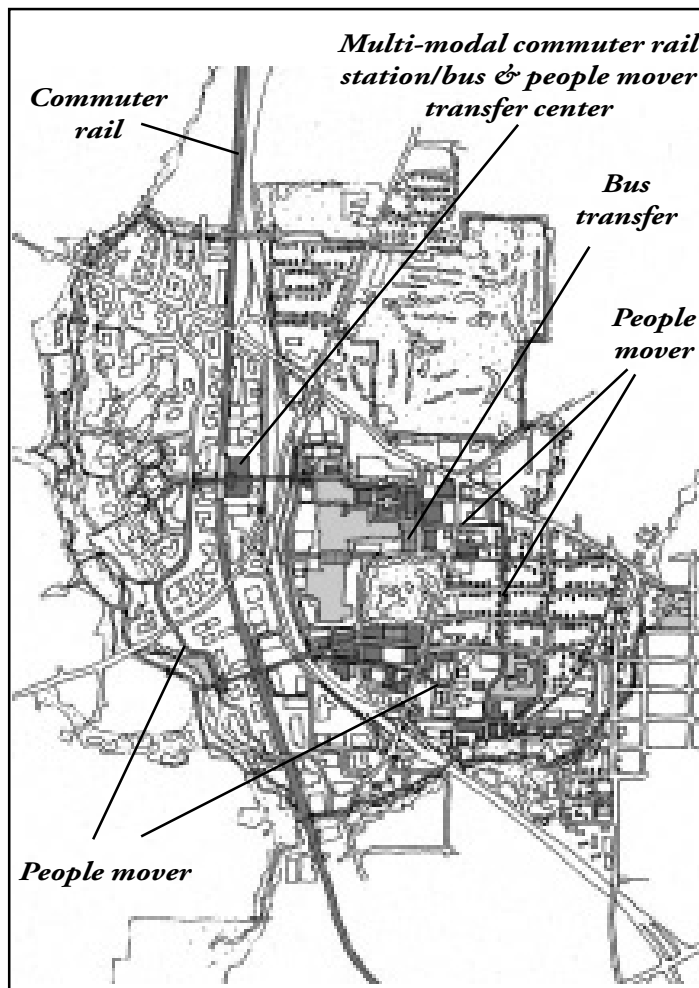 Multi-modal commuter rail
station/bus & people mover
transfer center
Commuter
rail
Bus
transfer
People
mover
People mover